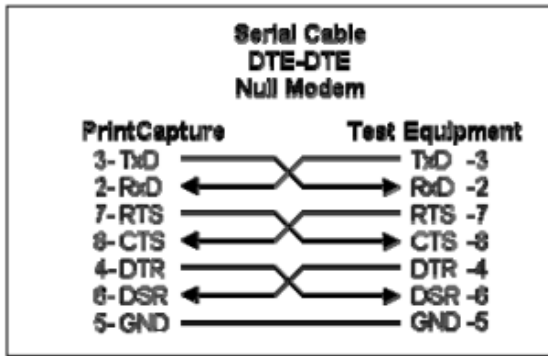 Serial Cable
DTE-DTE
Null Modem
PrintCapture Test Equipment
3-TxD TxD -3
2-RxD RxD -2
7-RTS RTS -7
8-CTS CTS -8
4-DTR DTR -4
6-DSR DSR -6
5-GND GND -5